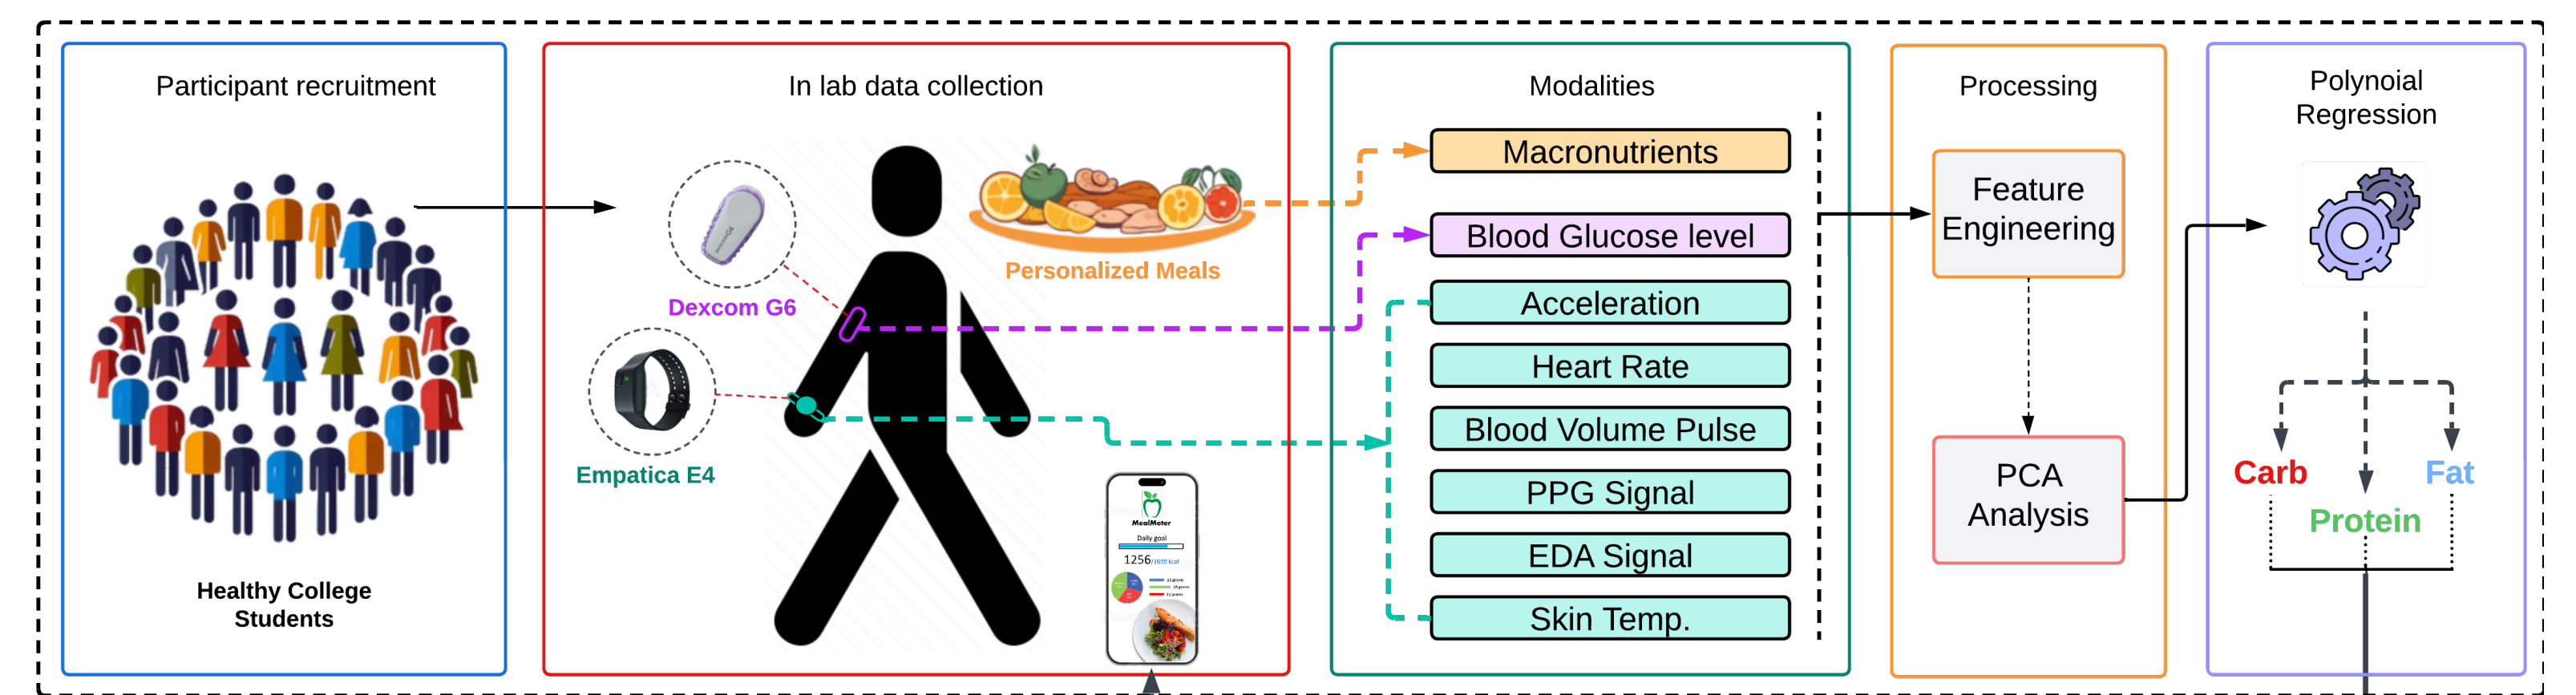 Participant recruitment
Healthy College
Students
In lab data collection
Dexcom G6
Empatica E4
Personalized Meals
MealMeter
Daily goal
1256/1600 kcal
Modalities
Macronutrients
Blood Glucose level
Acceleration
Heart Rate
Blood Volume Pulse
PPG Signal
EDA Signal
Skin Temp.
Processing
Feature
Engineering
PCA
Analysis
Polynoial
Regression
Carb
Protein
Fat